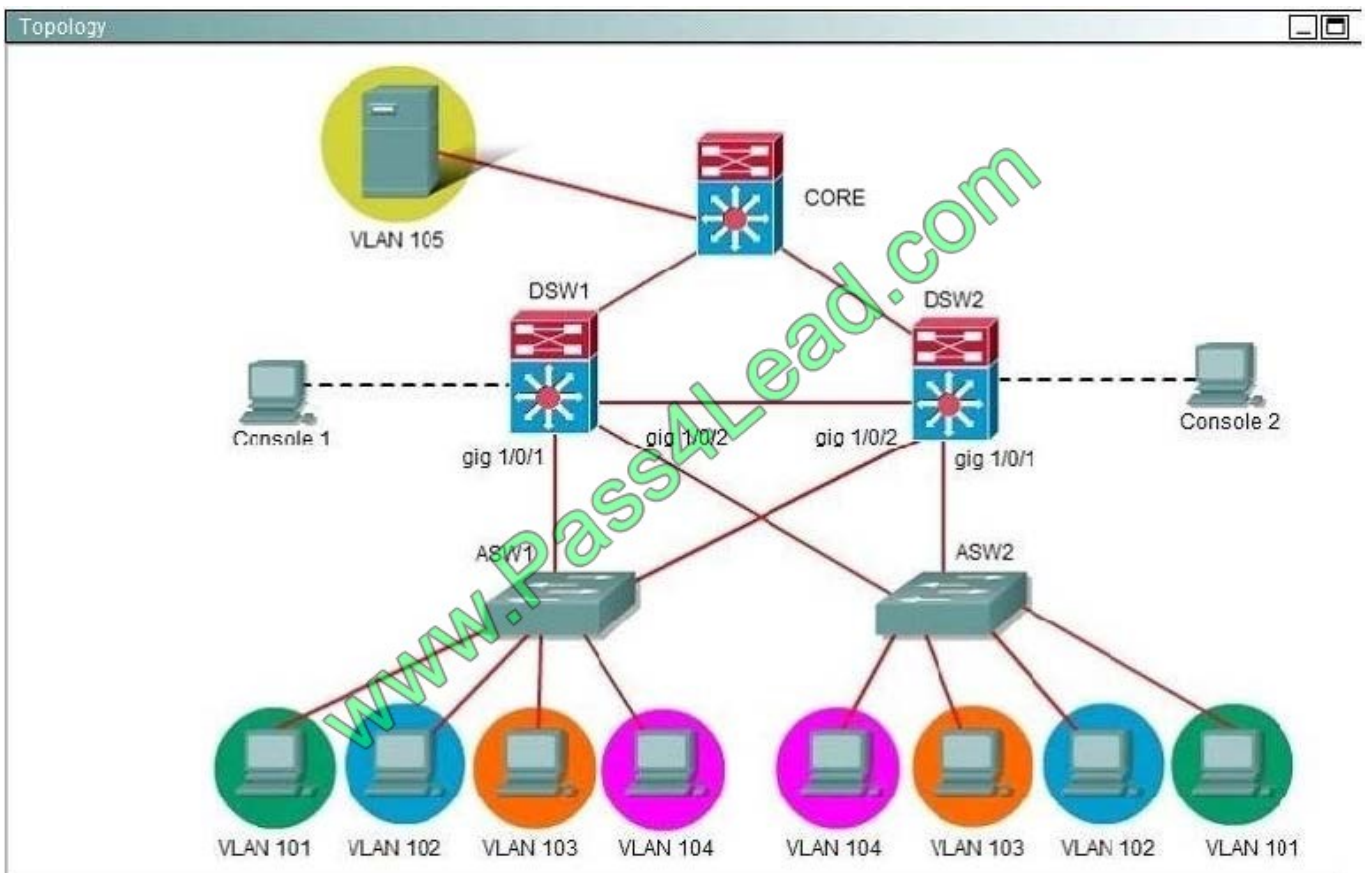 Topology
CORE
VLAN 105
DSW1
DSW2
Console 1
Console 2
gig 1/0/1
gig 1/0/2
gig 1/0/2
gig 1/0/1
ASW1
ASW2
www.Pass4Lead.com
VLAN 101
VLAN 102
VLAN 103
VLAN 104
VLAN 104
VLAN 103
VLAN 102
VLAN 101